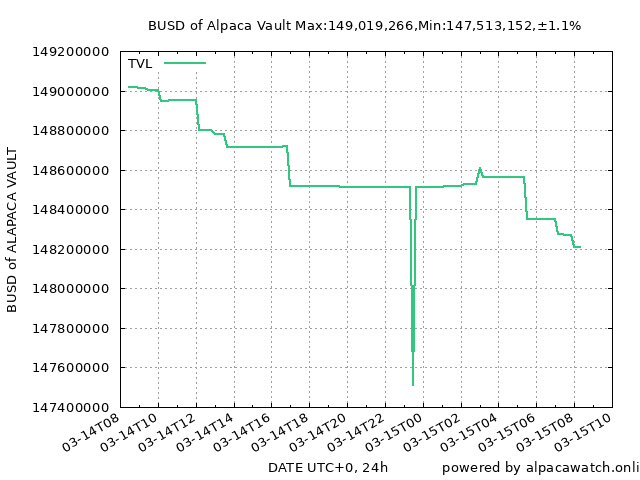 BUSD of Alpaca Vault Max:149,019,266,Min:147,513,152,±1.1%
TVL
149200000
149000000
148800000
148600000
148400000
148200000
148000000
147800000
147600000
147400000
BUSD of ALAPACA VAULT
03-14T08
03-14T10
03-14T12
03-14T14
03-14T16
03-14T18
03-14T20
03-14T22
03-15T00
03-15T02
03-15T04
03-15T06
03-15T08
03-15T10
DATE UTC+0, 24h
powered by alpacawatch.onli